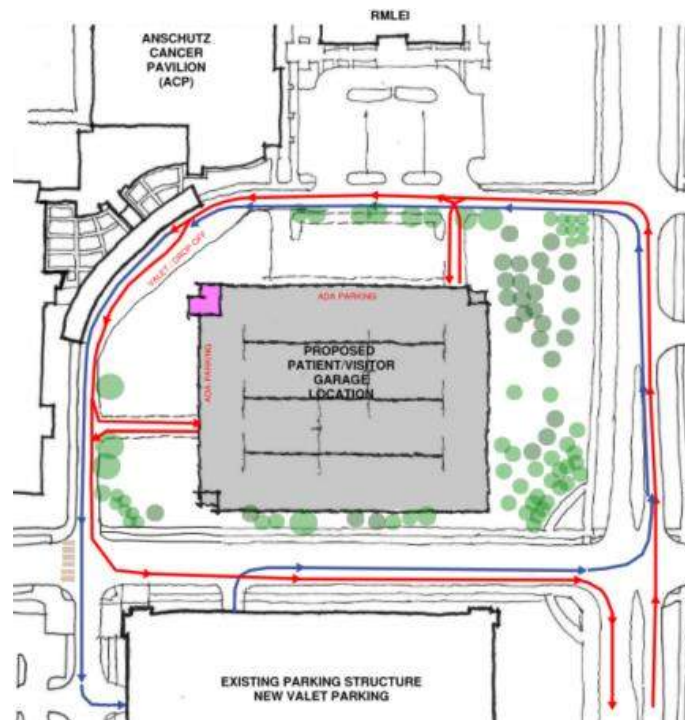 RMLEI
ANSCHUTZ
CANCER
PAVILION
(ACP)
VALET / DROP OFF
ADA PARKING
ADA PARKING
PROPOSED
PATIENT/VISITOR
GARAGE
LOCATION
EXISTING PARKING STRUCTURE
NEW VALET PARKING